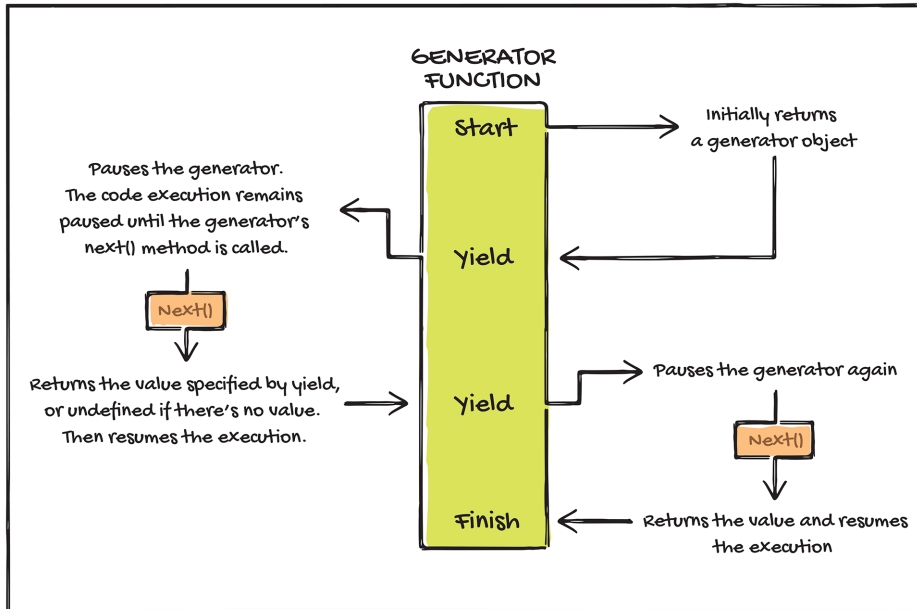 GENERATOR
FUNCTION
Start
Initially returns
a generator object
Pauses the generator.
The code execution remains
paused until the generator's
next() method is called.
Yield
Next()
Returns the value specified by yield,
or undefined if there's no value.
Then resumes the execution.
Yield
Pauses the generator again
Next()
Finish
Returns the value and resumes
the execution